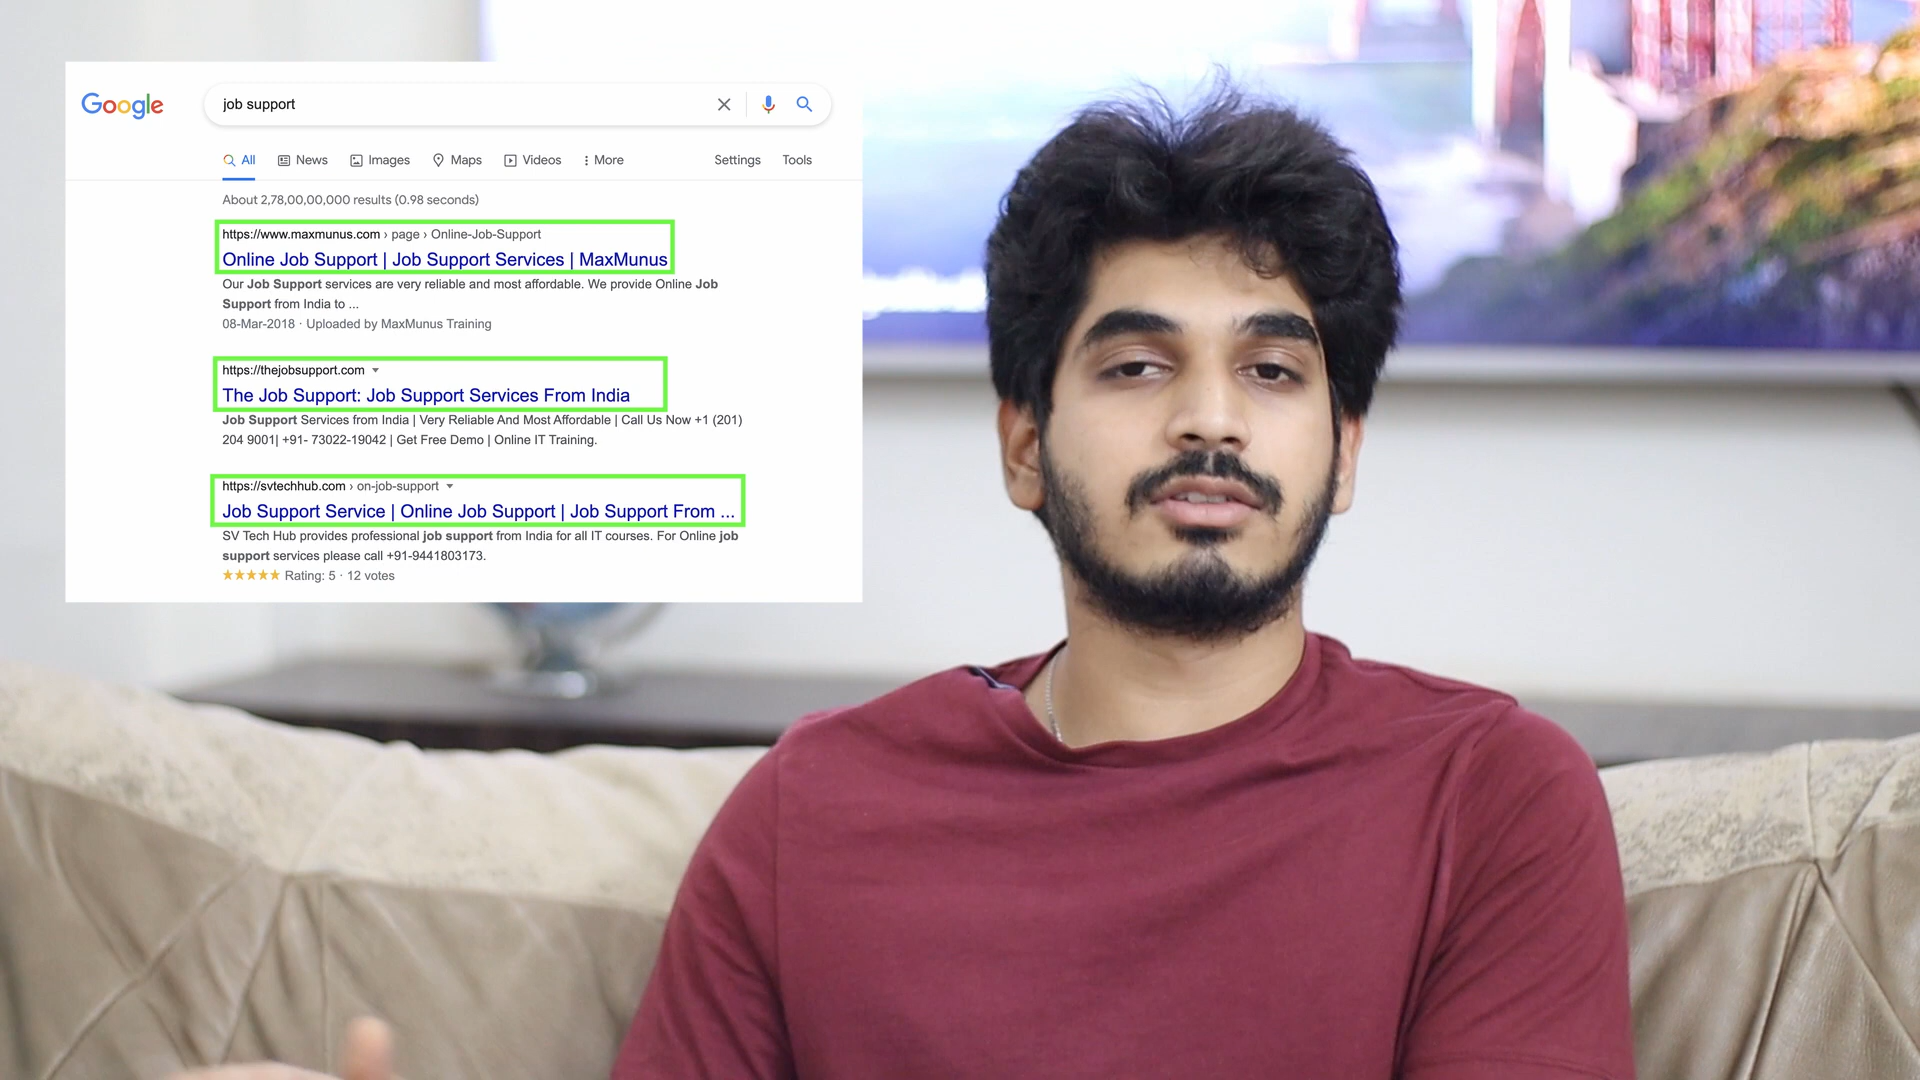 Google
job support
All News Images Maps Videos More Settings Tools
About 2,78,00,00,000 results (0.98 seconds)
https://www.maxmunus.com › page › Online-Job-Support
Online Job Support | Job Support Services | MaxMunus
Our Job Support services are very reliable and most affordable. We provide Online Job
Support from India to ...
08-Mar-2018 · Uploaded by MaxMunus Training
https://thejobsupport.com
The Job Support: Job Support Services From India
Job Support Services from India | Very Reliable And Most Affordable | Call Us Now +1 (201)
204 9001| +91- 73022-19042 | Get Free Demo | Online IT Training.
https://svtechhub.com › on-job-support
Job Support Service | Online Job Support | Job Support From ...
SV Tech Hub provides professional job support from India for all IT courses. For Online job
support services please call +91-9441803173.
Rating: 5 · 12 votes